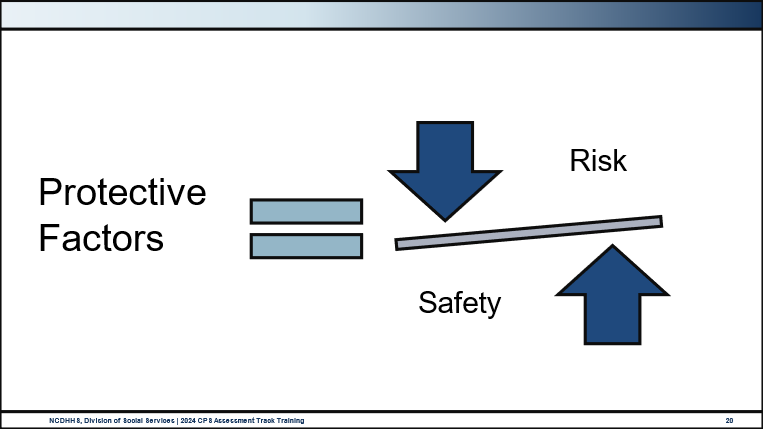 Risk
Protective
Factors
Safety
NCDHHS, Division of Social Services | 2024 CPS Assessment Track Training
20